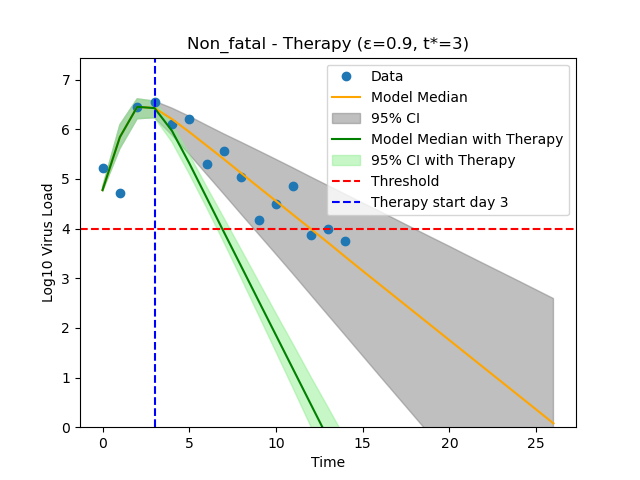 Non_fatal - Therapy (ε=0.9, t*=3)
Data
Model Median
95% CI
Model Median with Therapy
95% CI with Therapy
Threshold
Therapy start day 3
Log10 Virus Load
7
6
5
4
3
2
1
0
0 5 10 15 20 25
Time